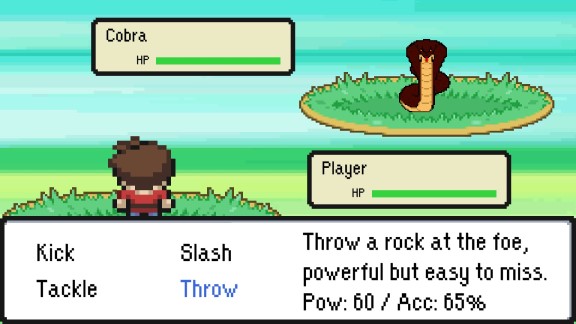 Cobra
HP
Player
HP
Kick
Slash
Tackle
Throw
Throw a rock at the foe,
powerful but easy to miss.
Pow: 60 / Acc: 65%